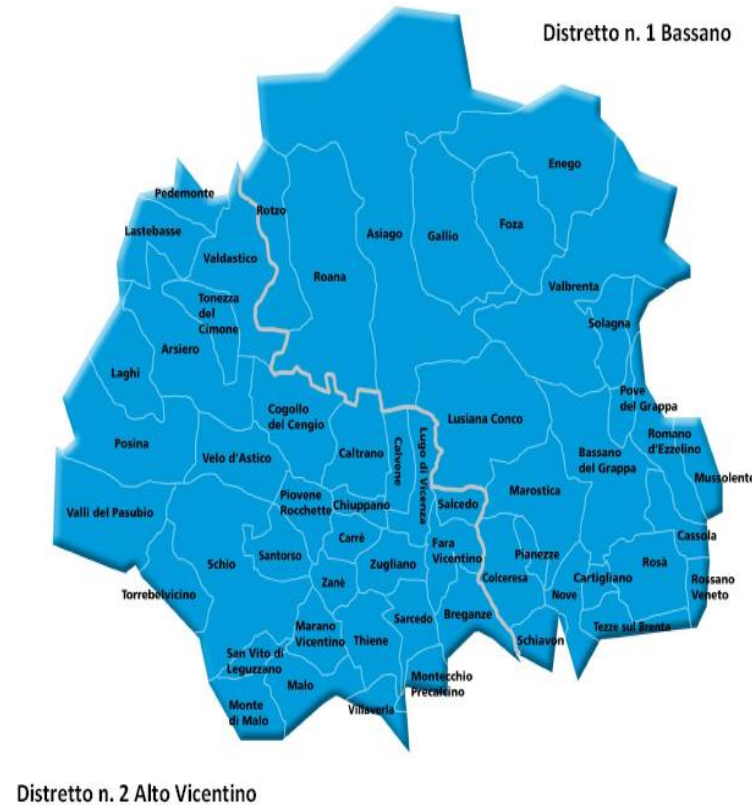 Distretto n. 1 Bassano
Enego
Pedemonte
Rotzo
Foza
Lastebasse
Asiago
Gallio
Valdastico
Roana
Valbrenta
Tonezza
del
Cimone
Solagna
Arsiero
Laghi
Pove
del Grappa
Cogollo
del Cengio
Lusiana Conco
Romano
d'Ezzolino
Posina
Velo d'Astico
Caltrano
Calvone
Lugo di Vicenza
Bassano
del Grappa
Mussolente
Piovene
Rocchette
Chiuppano
Salcedo
Marostica
Valli del Pasubio
Carrè
Cassola
Schio
Santorso
Zugliano
Fara
Vicentino
Pianezze
Rosà
Zanè
Colceresa
Cartigliano
Rossano
Veneto
Torrebelvicino
Nove
Marano
Vicentino
Sarcedo
Breganze
Tezze sul Brenta
Thiene
Schiavon
San Vito di
Leguzzano
Malo
Montecchio
Precalcino
Monte
di Malo
Villaverla
Distretto n. 2 Alto Vicentino